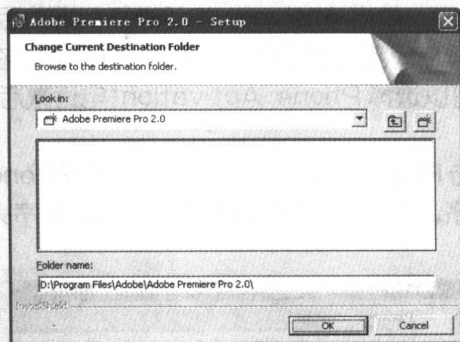 Adobe Premiere Pro 2.0 - Setup
Change Current Destination Folder
Browse to the destination folder.
Look in:
Adobe Premiere Pro 2.0
Folder name:
D:\Program Files\Adobe\Adobe Premiere Pro 2.0\
InstallShield
OK
Cancel